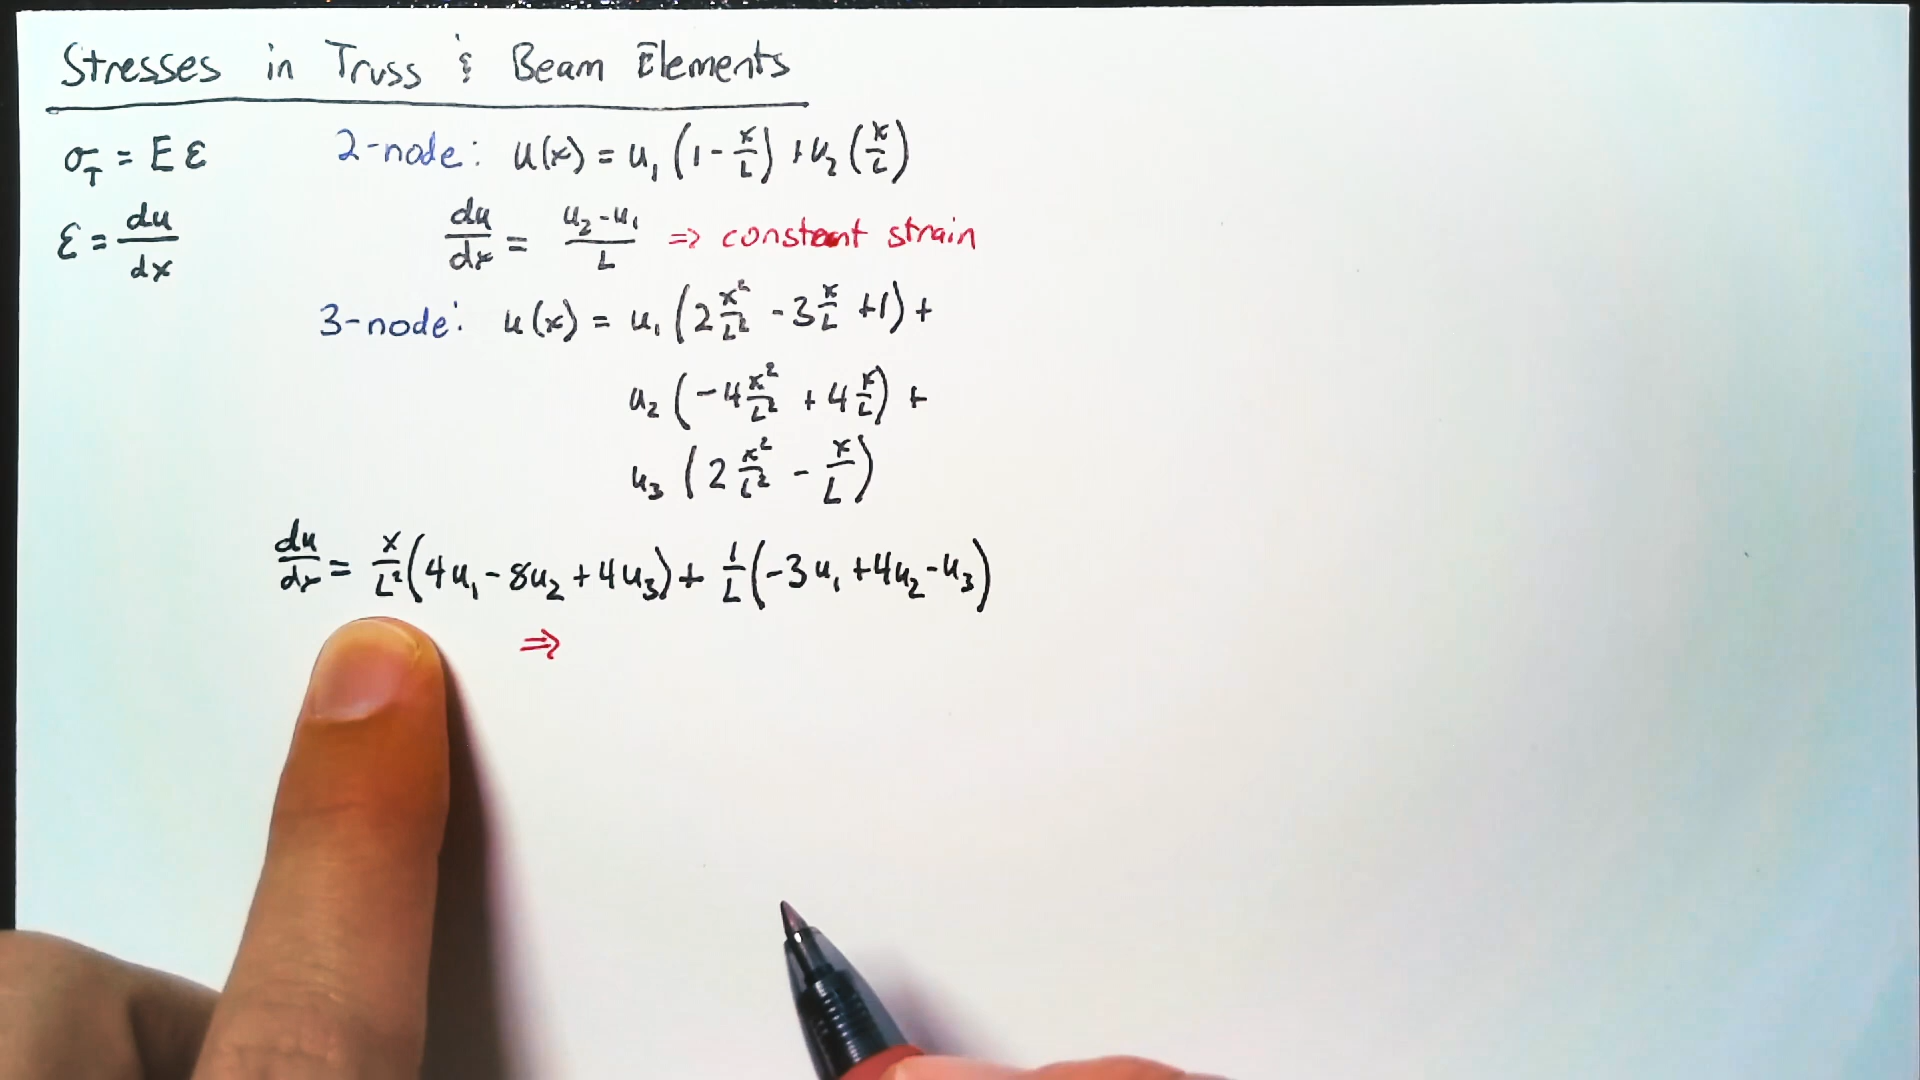 Stresses in Truss & Beam Elements
σ_T = E ε
2-node: u(x) = u₁ (1 - x/L) + u₂ (x/L)
ε = du/dx
du/dx = (u₂ - u₁)/L ⇒ constant strain
3-node: u(x) = u₁ (2 x²/L² - 3 x/L + 1) +
u₂ (-4 x²/L² + 4 x/L) +
u₃ (2 x²/L² - x/L)
du/dx = x/L² (4u₁ - 8u₂ + 4u₃) + 1/L (-3u₁ + 4u₂ - u₃)
⇒